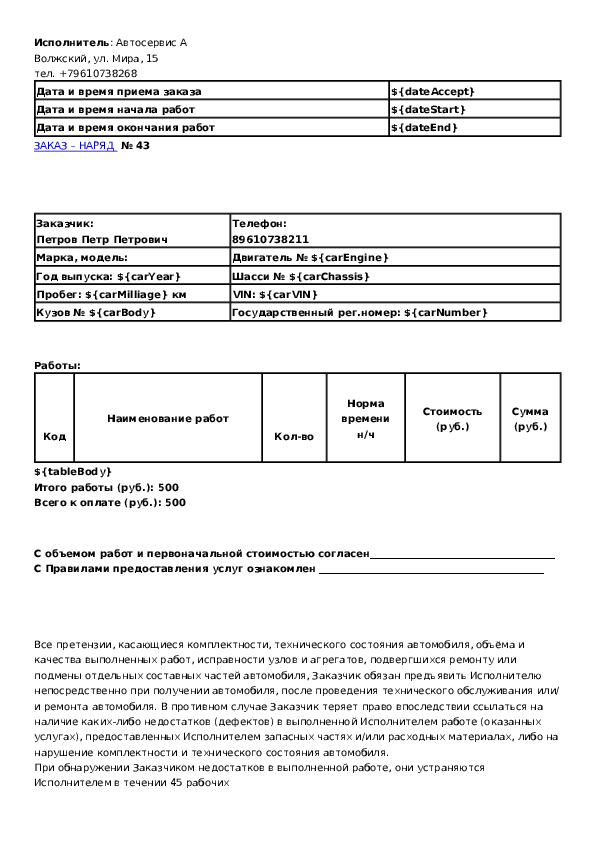 Исполнитель: Автосервис А
Волжский, ул. Мира, 15
тел. +79610738268
Дата и время приема заказа ${dateAccept}
Дата и время начала работ ${dateStart}
Дата и время окончания работ ${dateEnd}
ЗАКАЗ – НАРЯД № 43
Заказчик: Телефон:
Петров Петр Петрович 89610738211
Марка, модель: Двигатель № ${carEngine}
Год выпуска: ${carYear} Шасси № ${carChassis}
Пробег: ${carMilliage} км VIN: ${carVIN}
Кузов № ${carBody} Государственный рег.номер: ${carNumber}
Работы:
Код Наименование работ Кол-во Норма времени н/ч Стоимость (руб.) Сумма (руб.)
${tableBody}
Итого работы (руб.): 500
Всего к оплате (руб.): 500
С объемом работ и первоначальной стоимостью согласен___________________________________
С Правилами предоставления услуг ознакомлен ___________________________________________
Все претензии, касающиеся комплектности, технического состояния автомобиля, объёма и
качества выполненных работ, исправности узлов и агрегатов, подвергшихся ремонту или
подмены отдельных составных частей автомобиля, Заказчик обязан предъявить Исполнителю
непосредственно при получении автомобиля, после проведения технического обслуживания или/
и ремонта автомобиля. В противном случае Заказчик теряет право впоследствии ссылаться на
наличие каких-либо недостатков (дефектов) в выполненной Исполнителем работе (оказанных
услугах), предоставленных Исполнителем запасных частях и/или расходных материалах, либо на
нарушение комплектности и технического состояния автомобиля.
При обнаружении Заказчиком недостатков в выполненной работе, они устраняются
Исполнителем в течении 45 рабочих